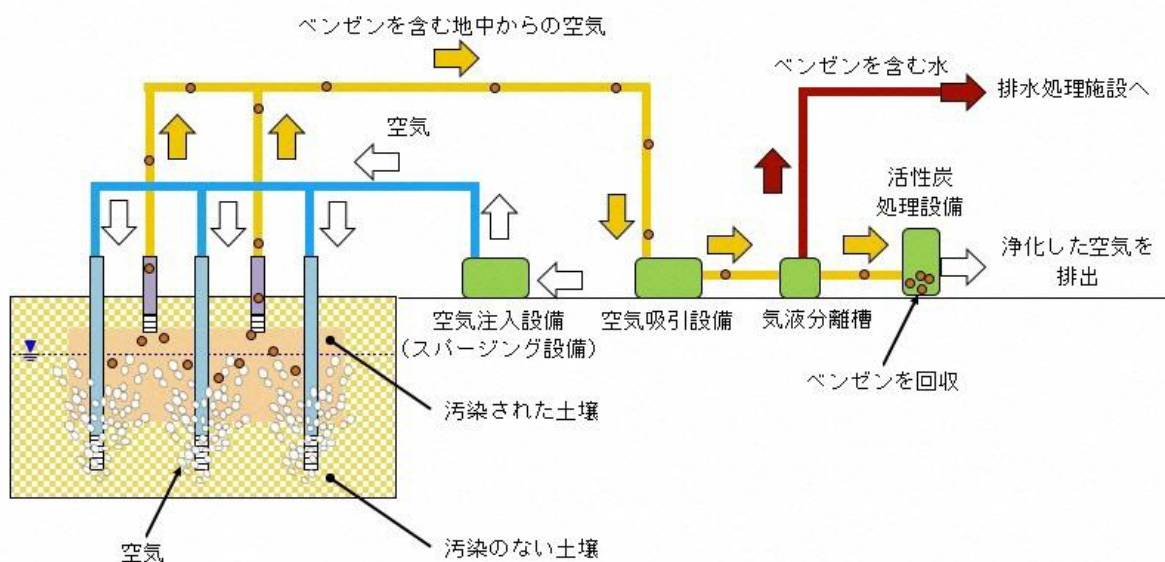 ベンゼンを含む地中からの空気
ベンゼンを含む水
排水処理施設へ
空気
活性炭
処理設備
浄化した空気を
排出
空気注入設備
(スパージング設備)
空気吸引設備
気液分離槽
ベンゼンを回収
汚染された土壌
汚染のない土壌
空気